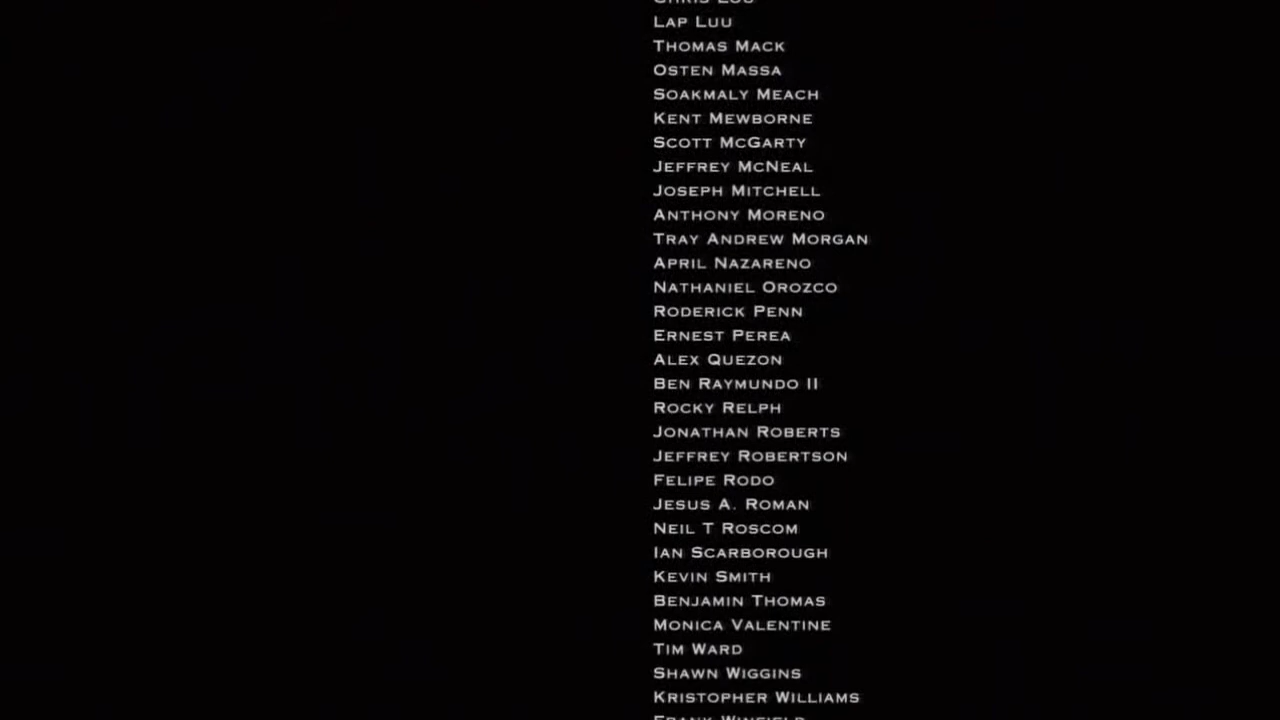 LAP LUU
THOMAS MACK
OSTEN MASSA
SOAKMALY MEACH
KENT MEWBORNE
SCOTT MCGARTY
JEFFREY MCNEAL
JOSEPH MITCHELL
ANTHONY MORENO
TRAY ANDREW MORGAN
APRIL NAZARENO
NATHANIEL OROZCO
RODERICK PENN
ERNEST PEREA
ALEX QUEZON
BEN RAYMUNDO II
ROCKY RELPH
JONATHAN ROBERTS
JEFFREY ROBERTSON
FELIPE RODO
JESUS A. ROMAN
NEIL T ROSCOM
IAN SCARBOROUGH
KEVIN SMITH
BENJAMIN THOMAS
MONICA VALENTINE
TIM WARD
SHAWN WIGGINS
KRISTOPHER WILLIAMS